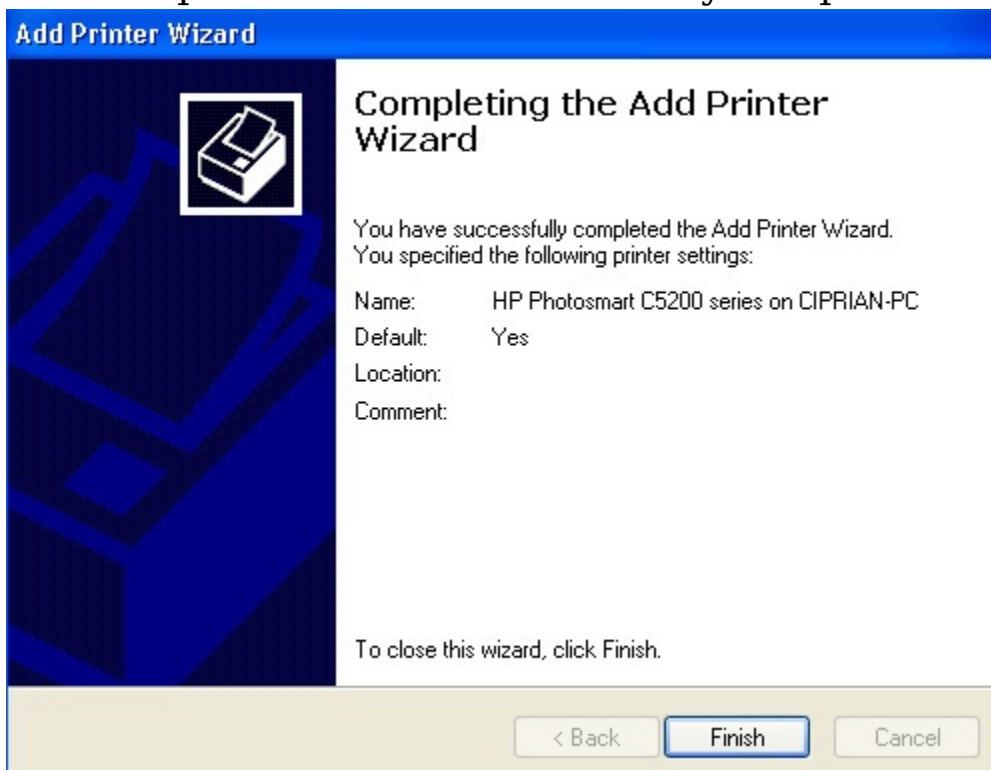 Add Printer Wizard
Completing the Add Printer
Wizard
You have successfully completed the Add Printer Wizard.
You specified the following printer settings:
Name: HP Photosmart C5200 series on CIPRIAN-PC
Default: Yes
Location:
Comment:
To close this wizard, click Finish.
< Back Finish Cancel